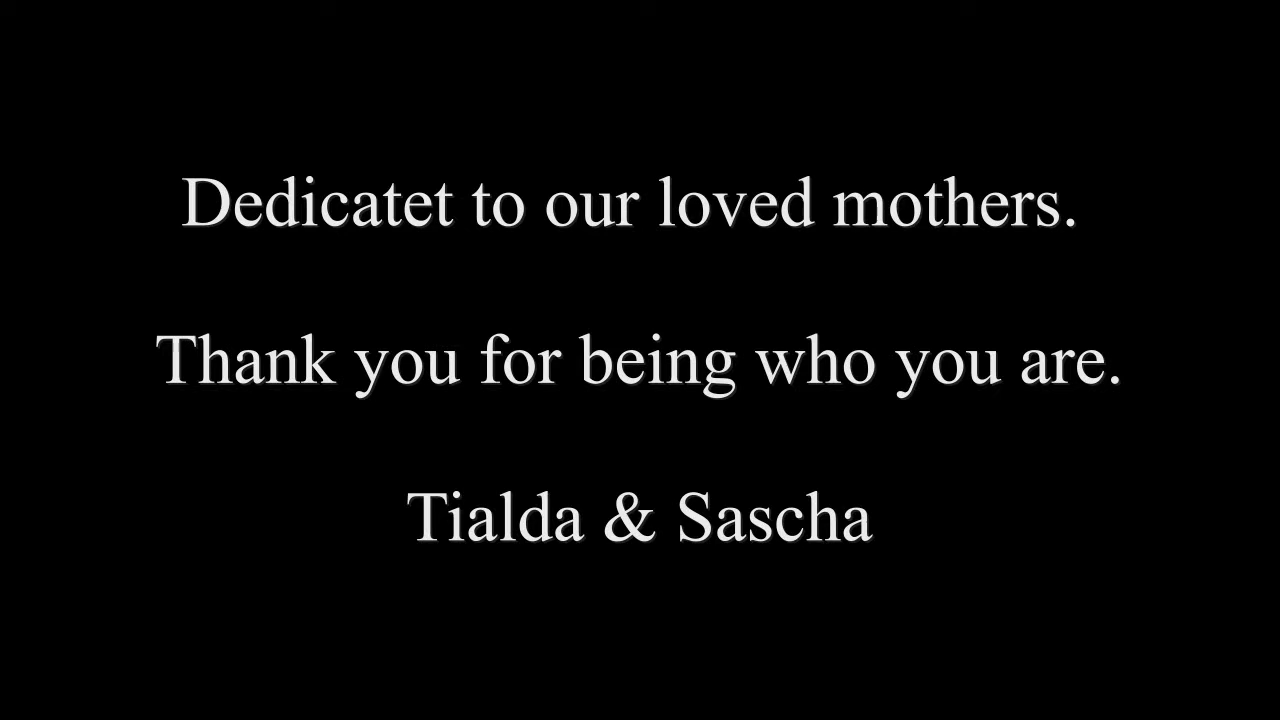 Dedicatet to our loved mothers.
Thank you for being who you are.
Tialda & Sascha